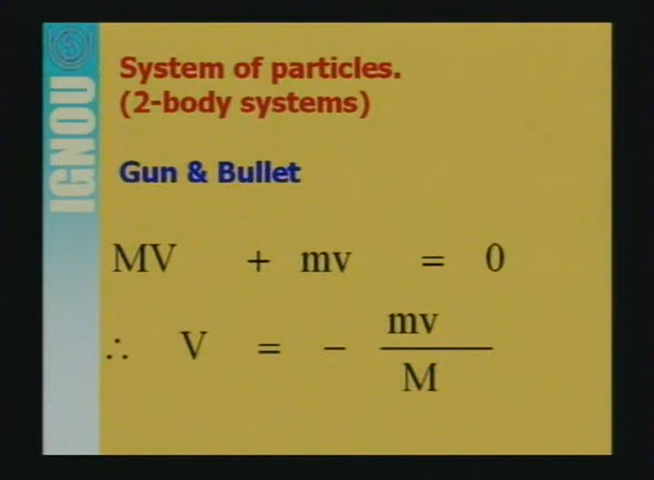 IGNOU
System of particles.
(2-body systems)
Gun & Bullet
MV + mv = 0
∴ V = - mv
M